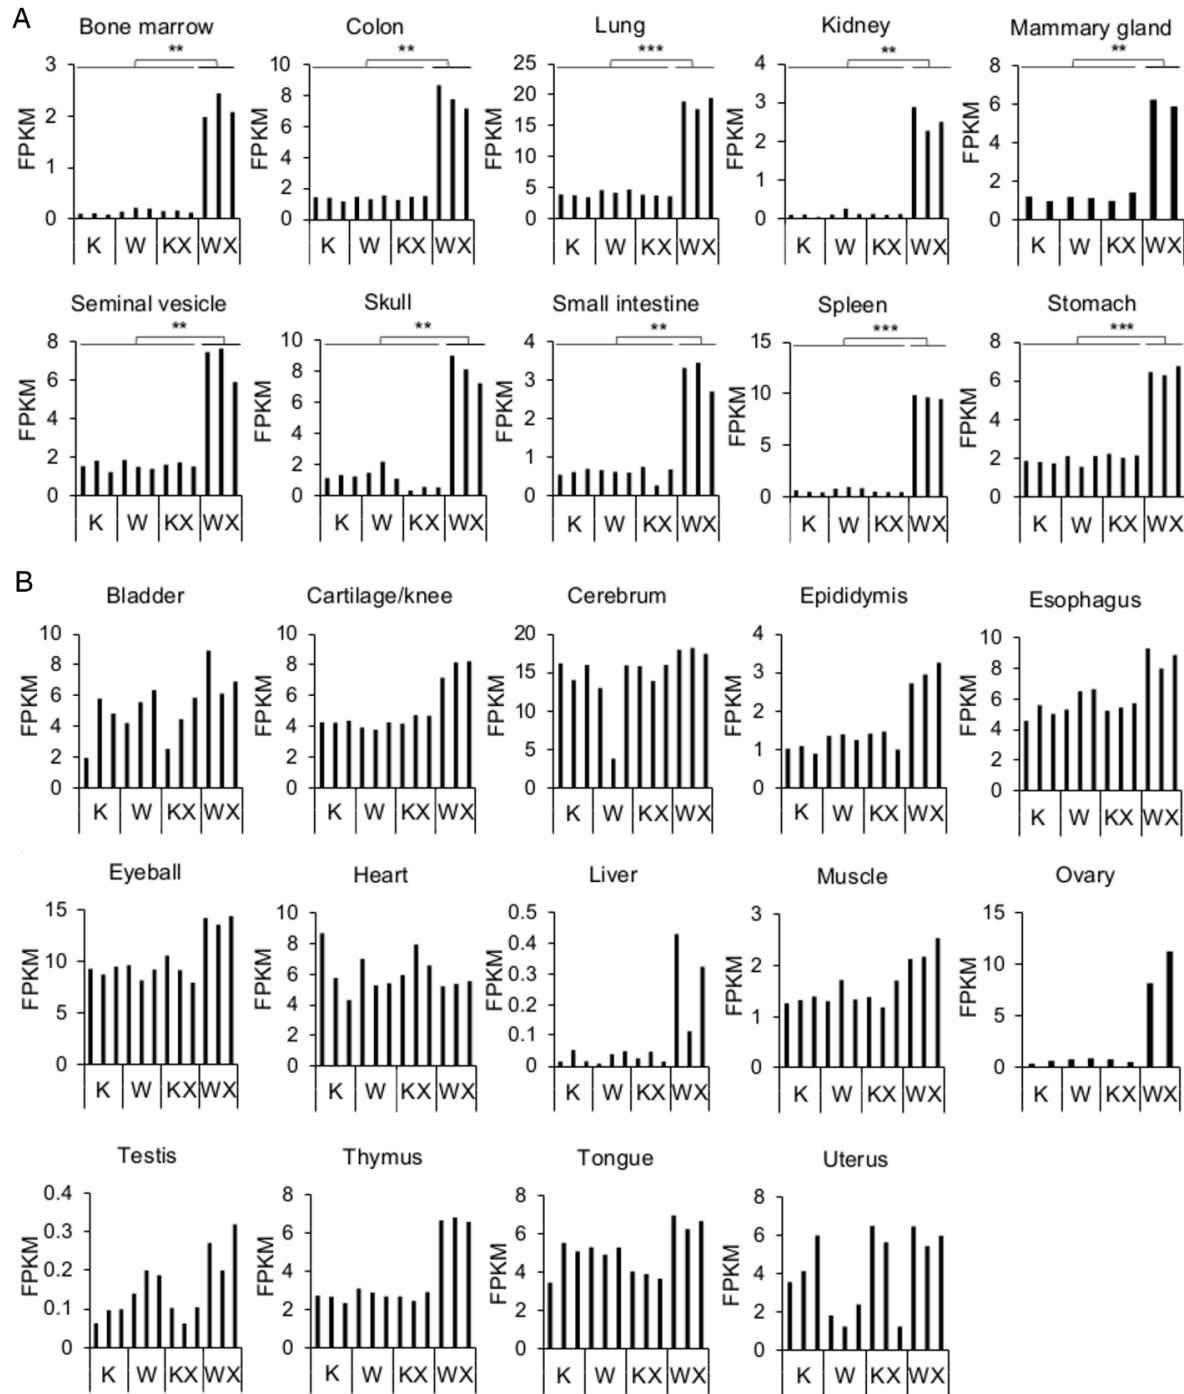 A
Bone marrow Colon Lung Kidney Mammary gland
** ** *** ** **
FPKM 3 2 1 0 FPKM 10 8 6 4 2 0 FPKM 25 20 15 10 5 0 FPKM 4 3 2 1 0 FPKM 8 6 4 2 0
K W KX WX K W KX WX K W KX WX K W KX WX K W KX WX
Seminal vesicle Skull Small intestine Spleen Stomach
** ** ** *** ***
FPKM 8 6 4 2 0 FPKM 10 8 6 4 2 0 FPKM 4 3 2 1 0 FPKM 15 10 5 0 FPKM 8 6 4 2 0
K W KX WX K W KX WX K W KX WX K W KX WX K W KX WX
B
Bladder Cartilage/knee Cerebrum Epididymis Esophagus
FPKM 10 8 6 4 2 0 FPKM 10 8 6 4 2 0 FPKM 20 15 10 5 0 FPKM 4 3 2 1 0 FPKM 10 8 6 4 2 0
K W KX WX K W KX WX K W KX WX K W KX WX K W KX WX
Eyeball Heart Liver Muscle Ovary
FPKM 15 10 5 0 FPKM 10 8 6 4 2 0 FPKM 0.5 0.4 0.3 0.2 0.1 0 FPKM 3 2 1 0 FPKM 15 10 5 0
K W KX WX K W KX WX K W KX WX K W KX WX K W KX WX
Testis Thymus Tongue Uterus
FPKM 0.4 0.3 0.2 0.1 0 FPKM 8 6 4 2 0 FPKM 8 6 4 2 0 FPKM 8 6 4 2 0
K W KX WX K W KX WX K W KX WX K W KX WX